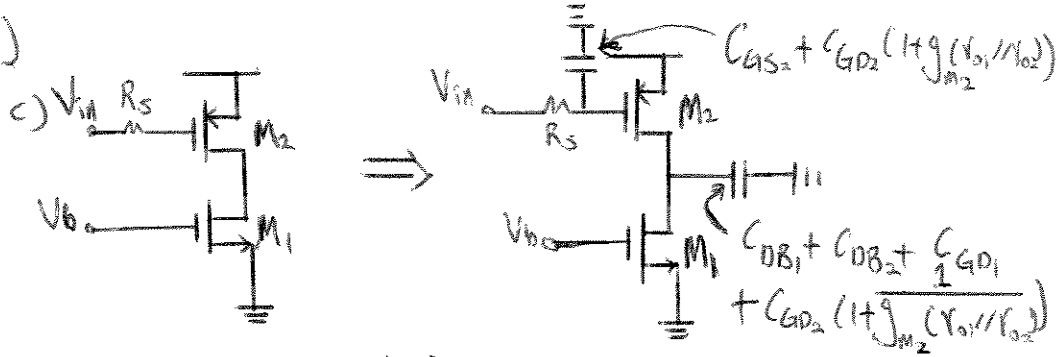 )
c) Vin Rs M2
Vb M1
⇒
Vin Rs M2
CGS2 + CGD2 (1+gm2(ro1//ro2))
Vb M1
CDB1 + CDB2 + CGD1
+ CGD2 (1+ 1/gm2(ro1//ro2))